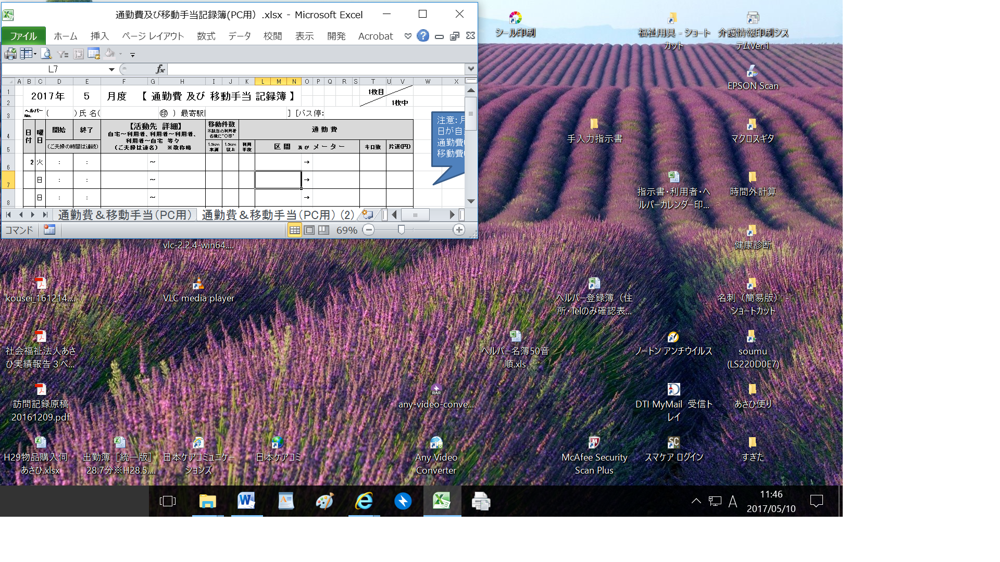 通勤費及び移動手当記録簿(PC用） .xlsx - Microsoft Excel
ファイル ホーム 挿入 ページ レイアウト 数式 データ 校閲 表示 開発 Acrobat
L7 fx
A B C D E F G H I J K L M N O P Q R S T U V W X
1 2017年 5 月度 【 通勤費 及び 移動手当 記録簿 】 1枚目
2 1枚中
3 ヘルパーNo. ( ) 氏 名( ㊞ ) 最寄駅[ ] [バス停:
4 日付 曜日 開始 終了 【活動先 詳細】 移動件数 通 勤 費
自宅～利用者、利用者～利用者、 ※該当の利用者
利用者～自宅 等々 名横に"○印"
5 (ご夫婦の時間は連続) （ご夫婦は連名） ※敬称略 1.5km未満 1.5km以上 利用手段 区 間 及び メ ー タ ー キロ数 片道(円)
6 2 火 : : ～ →
7 日 : : ～ →
8 日 : : ～ →
注意: 月
日が自
通勤費
移動費
通勤費＆移動手当（PC用） 通勤費＆移動手当（PC用） (2)
コマンド 69%
シール印刷
福祉用具 - ショートカット
介護情報印刷システムVer.1
EPSON Scan
手入力指示書
マクロスギタ
指示書・利用者・ヘルパーカレンダー印...
時間外計算
健康診断
vlc-2.2.4-win64....
kousei_161214....
VLC media player
ヘルパー登録簿（住所・Telのみ確認表...
名刺（簡易版） - ショートカット
社会福祉法人あさひ実績報告３ペ...
ヘルパー名簿50音順.xls
ノートン アンチウイルス
soumu
(LS220D0E7)
訪問記録原稿
20161209.pdf
RAR
any-video-conve...
DTI MyMail 受信トレイ
あさひ便り
H29物品購入伺
あさひ.xlsx
出勤簿［統一版］
28.7分※H28.5....
日本ケアコミュニケーションズ
日本ケアコミ
Any Video
Converter
McAfee Security
Scan Plus
SC
スマケア ログイン
すぎた
A
11:46
2017/05/10